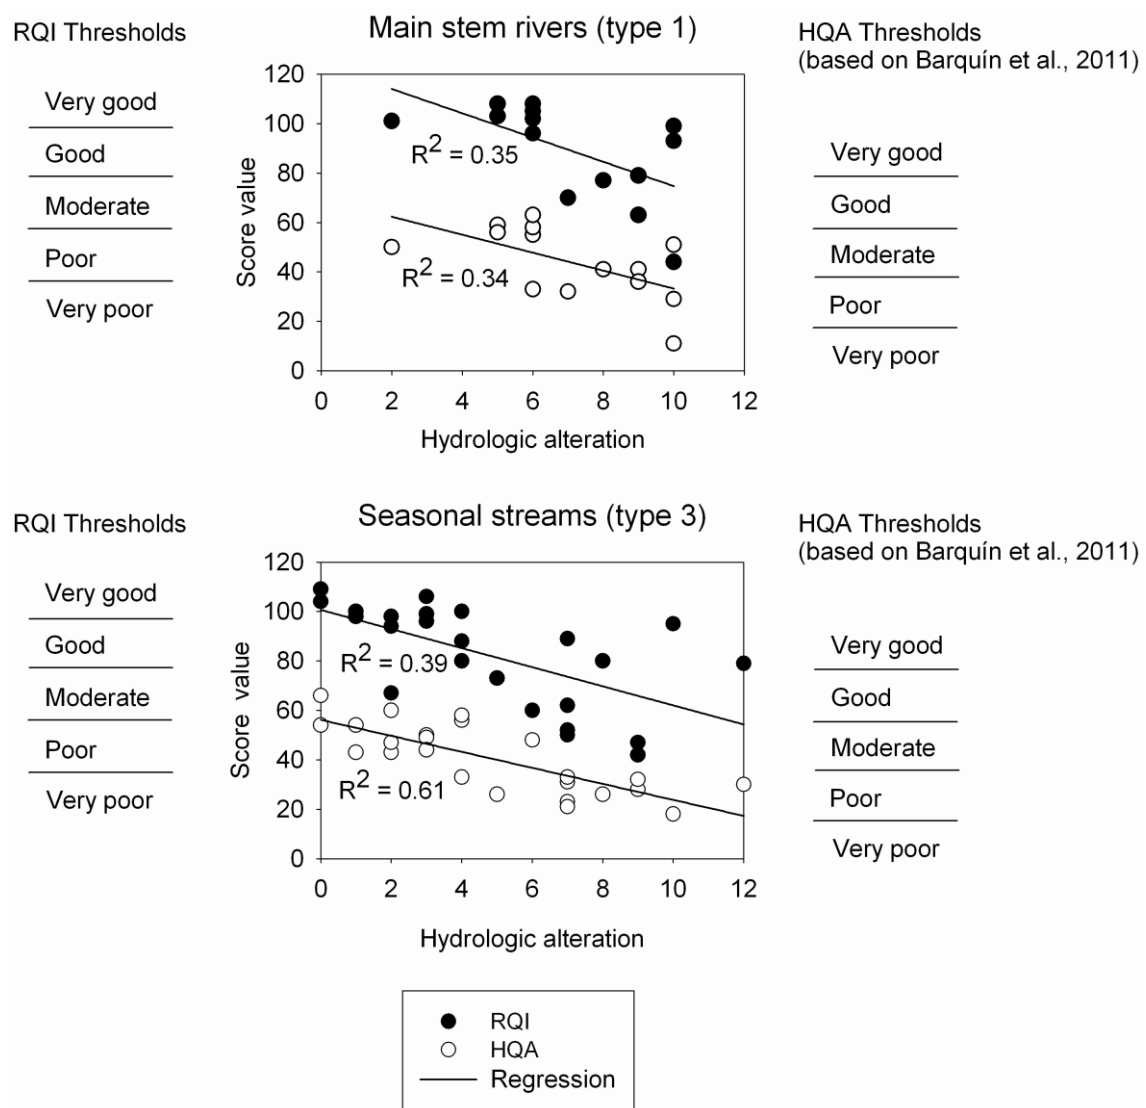 Main stem rivers (type 1)
RQI Thresholds
Very good
Good
Moderate
Poor
Very poor
Score value
120
100
80
60
40
20
0
R² = 0.35
R² = 0.34
0 2 4 6 8 10 12
Hydrologic alteration
HQA Thresholds
(based on Barquín et al., 2011)
Very good
Good
Moderate
Poor
Very poor
Seasonal streams (type 3)
RQI Thresholds
Very good
Good
Moderate
Poor
Very poor
Score value
120
100
80
60
40
20
0
R² = 0.39
R² = 0.61
0 2 4 6 8 10 12
Hydrologic alteration
HQA Thresholds
(based on Barquín et al., 2011)
Very good
Good
Moderate
Poor
Very poor
RQI
HQA
Regression